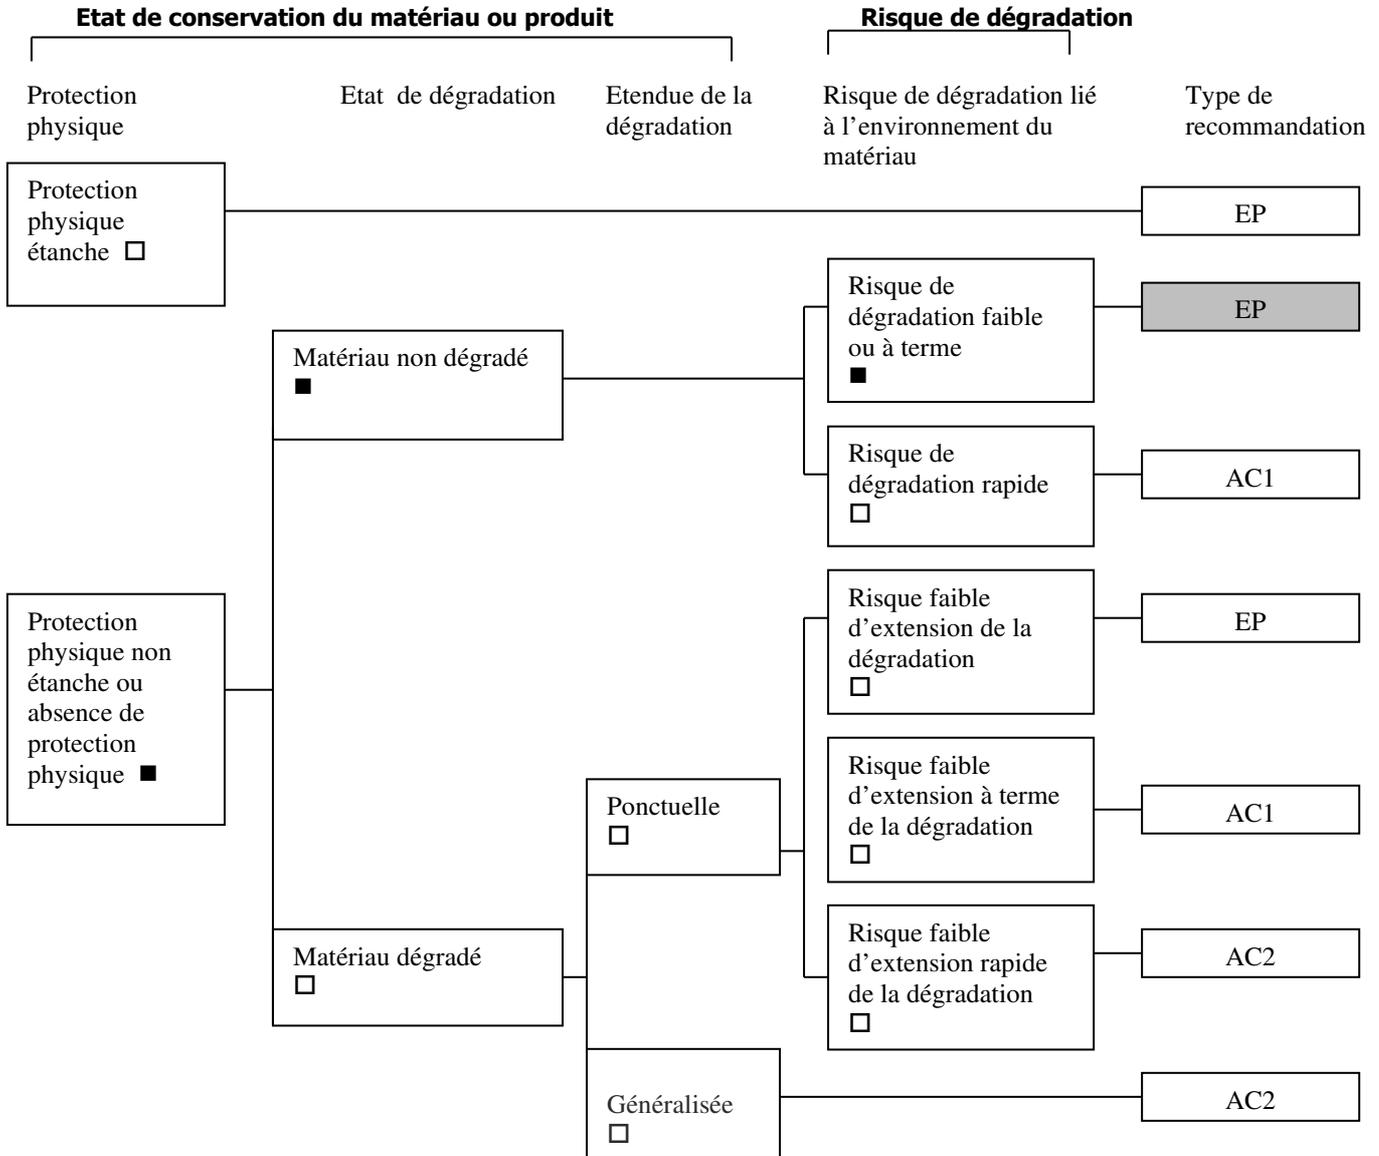 Etat de conservation du matériau ou produit
Risque de dégradation
Protection
physique
Etat de dégradation
Etendue de la
dégradation
Risque de dégradation lié
à l'environnement du
matériau
Type de
recommandation
Protection
physique
étanche □
EP
Risque de
dégradation faible
ou à terme
■
EP
Matériau non dégradé
■
Risque de
dégradation rapide
□
AC1
Protection
physique non
étanche ou
absence de
protection
physique ■
Risque faible
d'extension de la
dégradation
□
EP
Ponctuelle
□
Risque faible
d'extension à terme
de la dégradation
□
AC1
Matériau dégradé
□
Risque faible
d'extension rapide
de la dégradation
□
AC2
Généralisée
□
AC2